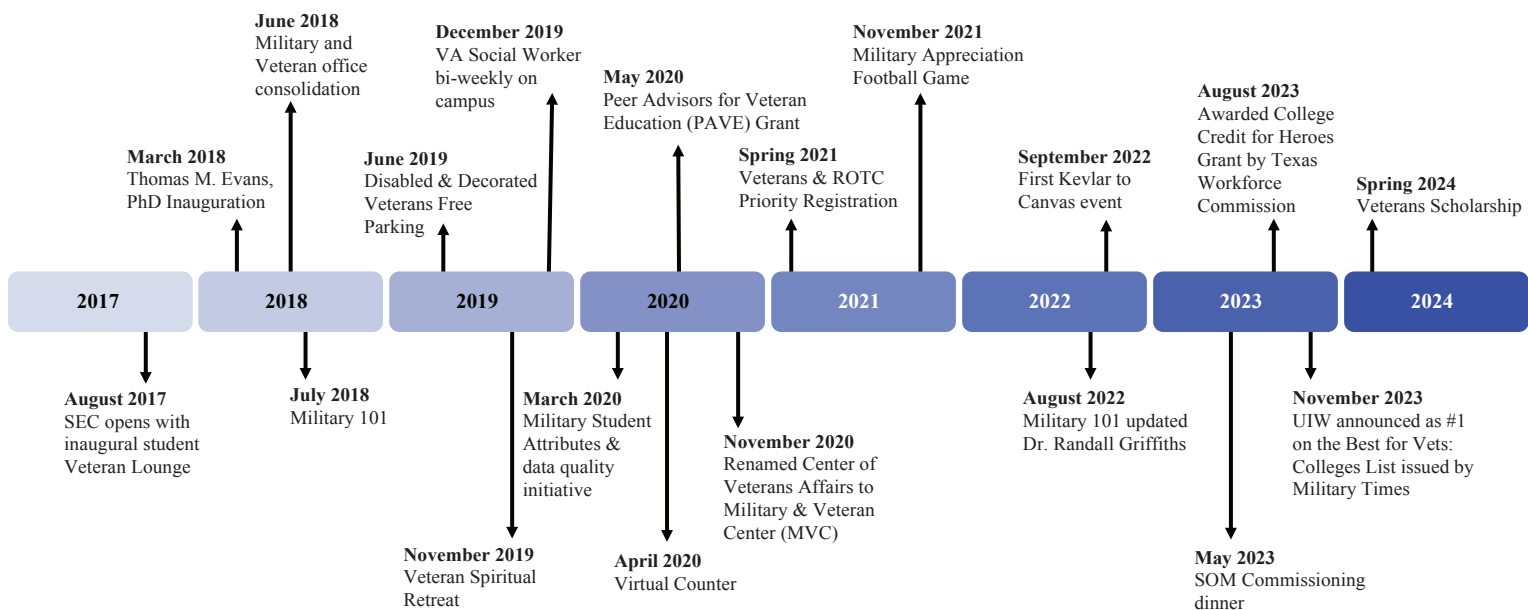 June 2018
Military and
Veteran office
consolidation
December 2019
VA Social Worker
bi-weekly on
campus
November 2021
Military Appreciation
Football Game
May 2020
Peer Advisors for Veteran
Education (PAVE) Grant
August 2023
Awarded College
Credit for Heroes
Grant by Texas
Workforce
Commission
March 2018
Thomas M. Evans,
PhD Inauguration
June 2019
Disabled & Decorated
Veterans Free
Parking
Spring 2021
Veterans & ROTC
Priority Registration
September 2022
First Kevlar to
Canvas event
Spring 2024
Veterans Scholarship
2017
2018
2019
2020
2021
2022
2023
2024
August 2017
SEC opens with
inaugural student
Veteran Lounge
July 2018
Military 101
March 2020
Military Student
Attributes &
data quality
initiative
November 2020
Renamed Center of
Veterans Affairs to
Military & Veteran
Center (MVC)
August 2022
Military 101 updated
Dr. Randall Griffiths
November 2023
UIW announced as #1
on the Best for Vets:
Colleges List issued by
Military Times
November 2019
Veteran Spiritual
Retreat
April 2020
Virtual Counter
May 2023
SOM Commissioning
dinner